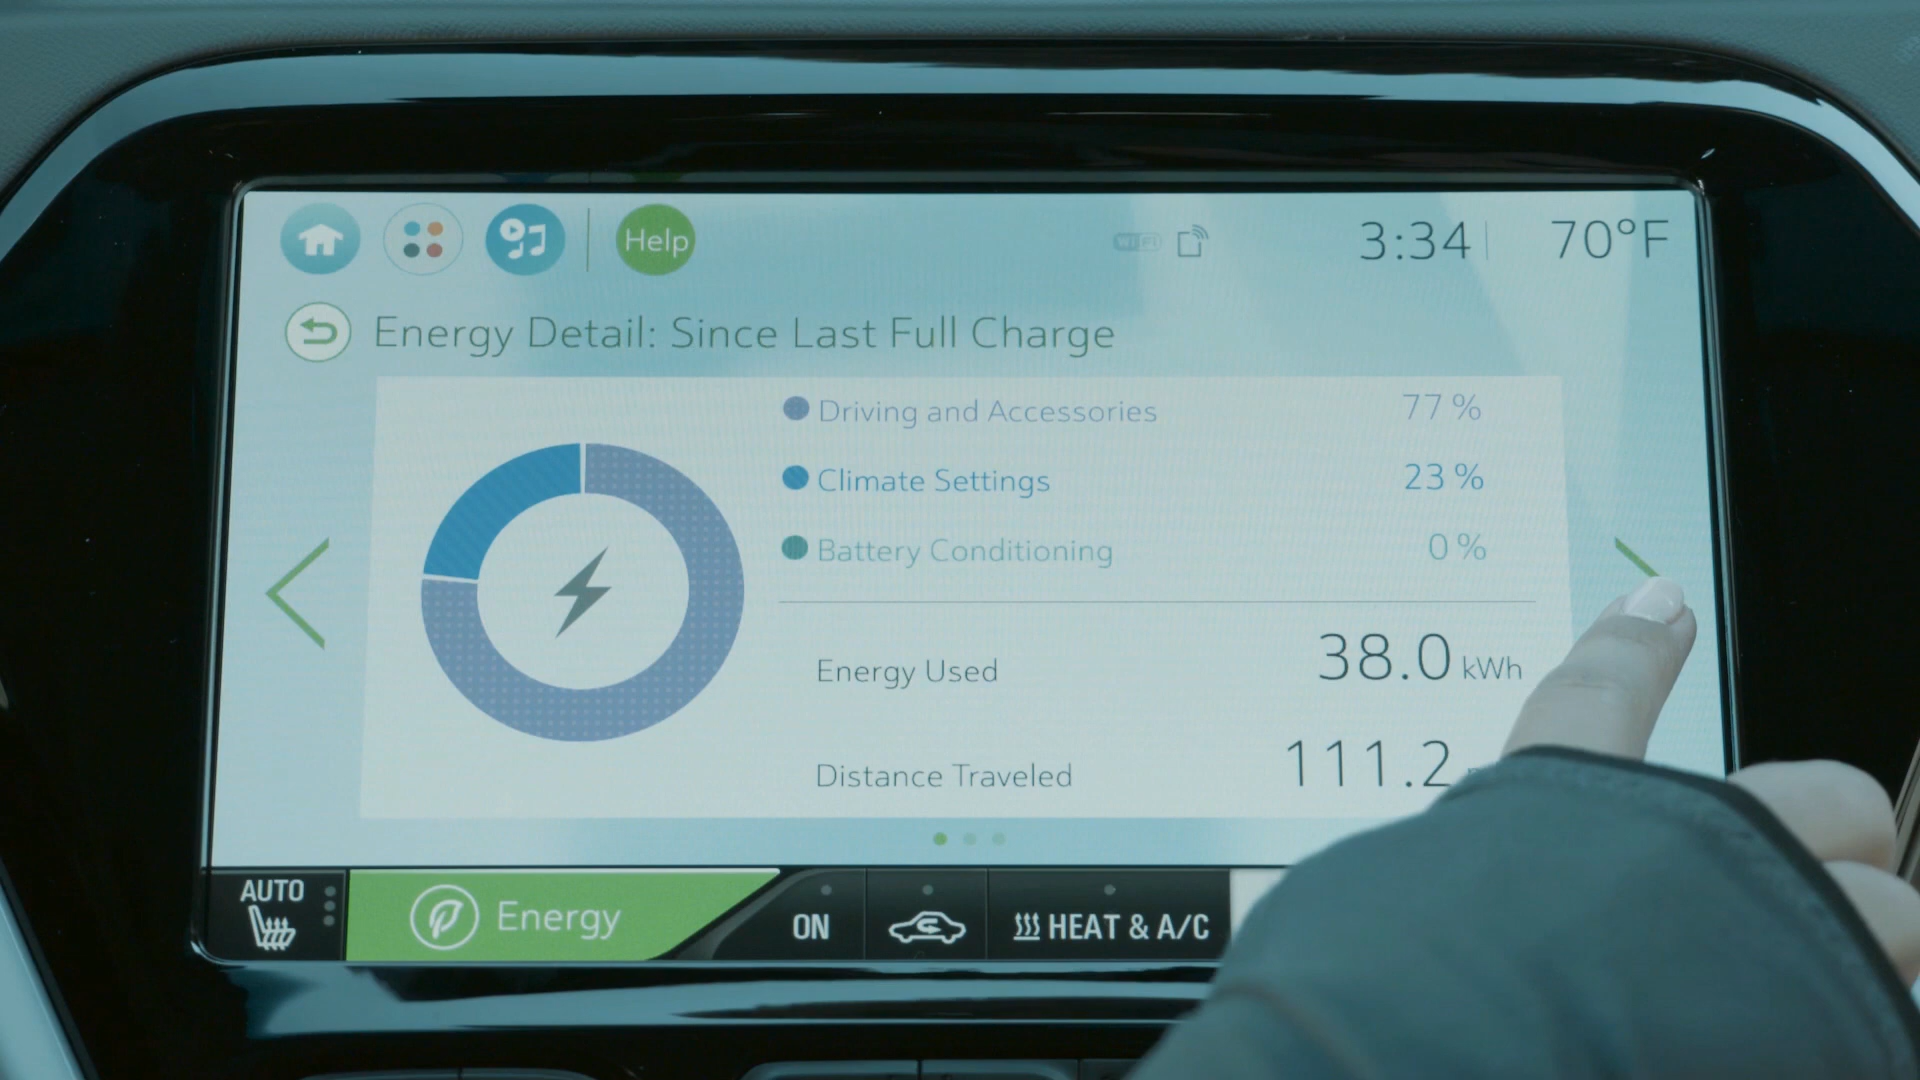 Help
WiFi
3:34
70°F
Energy Detail: Since Last Full Charge
Driving and Accessories 77 %
Climate Settings 23 %
Battery Conditioning 0 %
Energy Used 38.0 kWh
Distance Traveled 111.2
AUTO
Energy
ON
HEAT & A/C